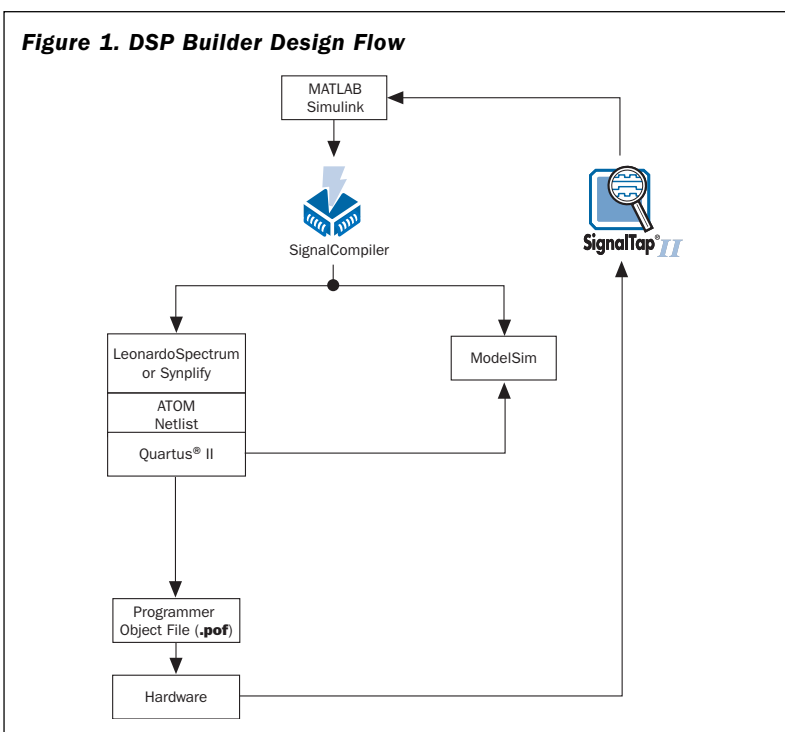 Figure 1. DSP Builder Design Flow
MATLAB
Simulink
SignalCompiler
SignalTap® II
LeonardoSpectrum
or Synplify
ATOM
Netlist
Quartus® II
ModelSim
Programmer
Object File (.pof)
Hardware